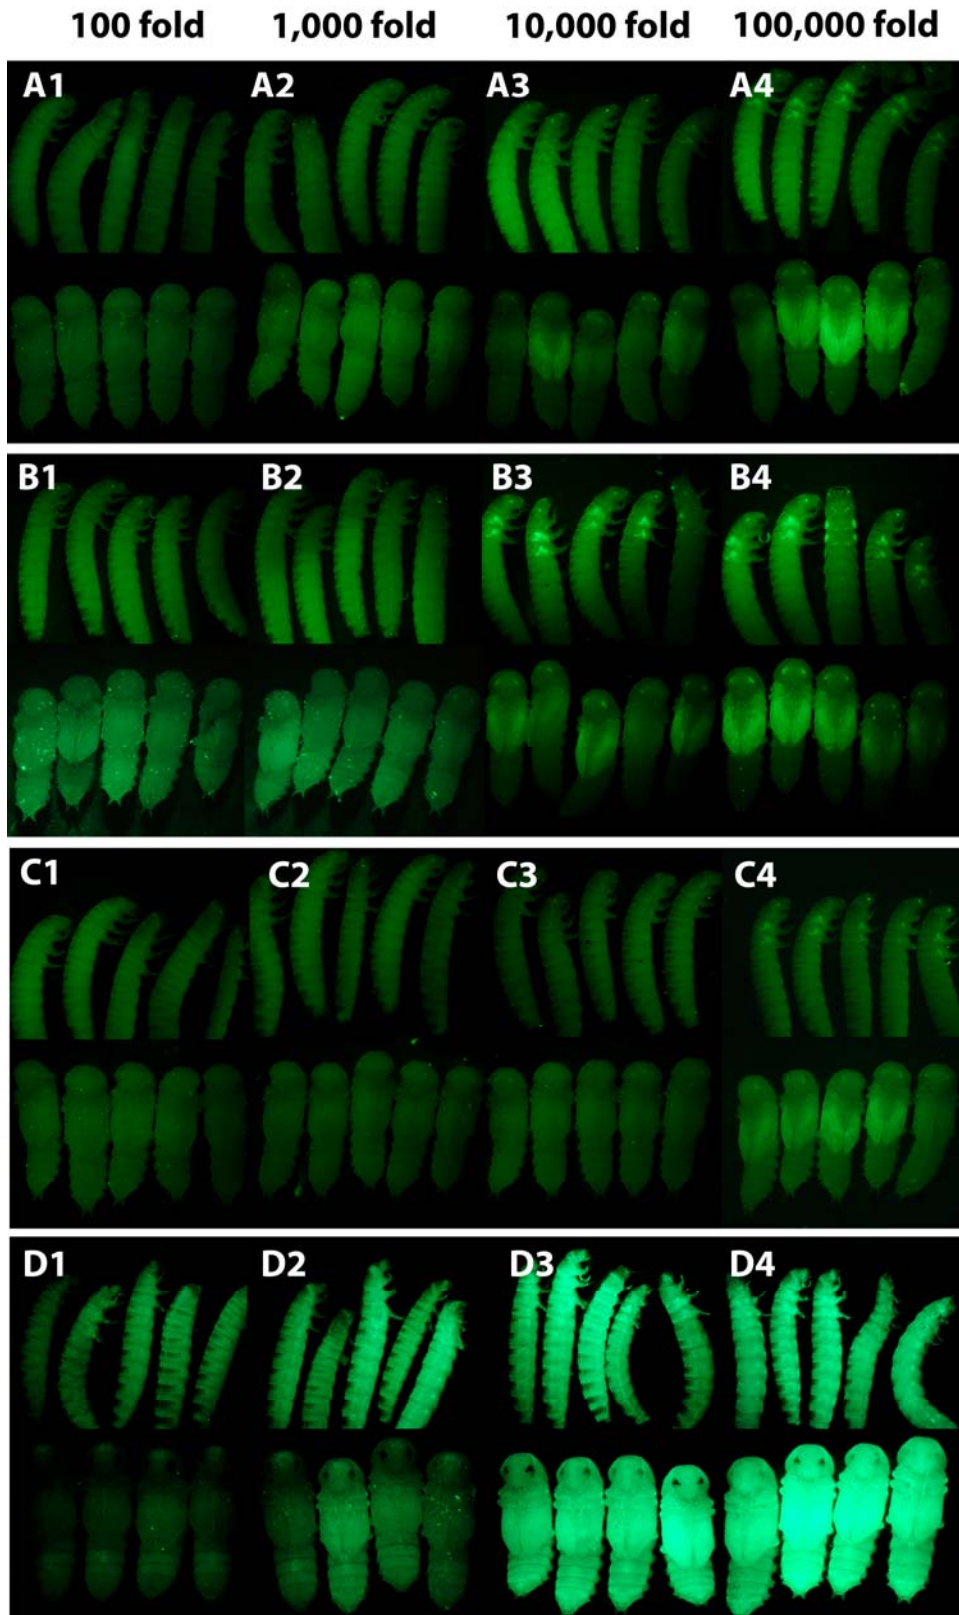 100 fold 1,000 fold 10,000 fold 100,000 fold
A1 A2 A3 A4
B1 B2 B3 B4
C1 C2 C3 C4
D1 D2 D3 D4